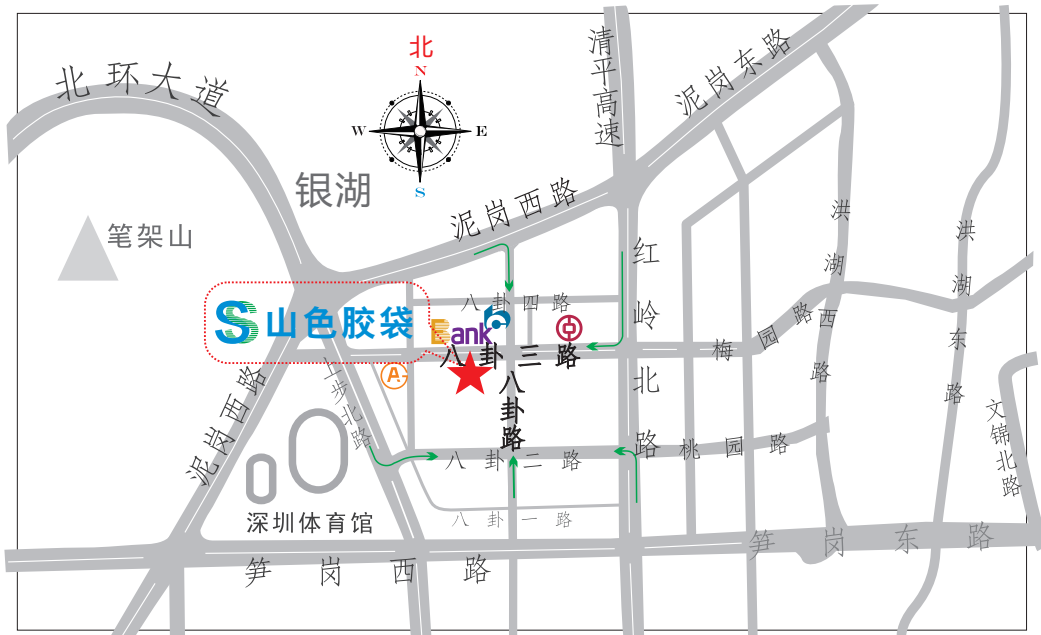 北
N
W
E
S
北环大道
清平高速
泥岗东路
银湖
泥岗西路
笔架山
红岭北路
洪湖西路
洪湖东路
八卦四路
山色胶袋
Bank
八卦三路
梅园路
A
上步北路
八卦路
泥岗西路
文锦北路
八卦二路
桃园路
深圳体育馆
八卦一路
笋岗西路
笋岗东路